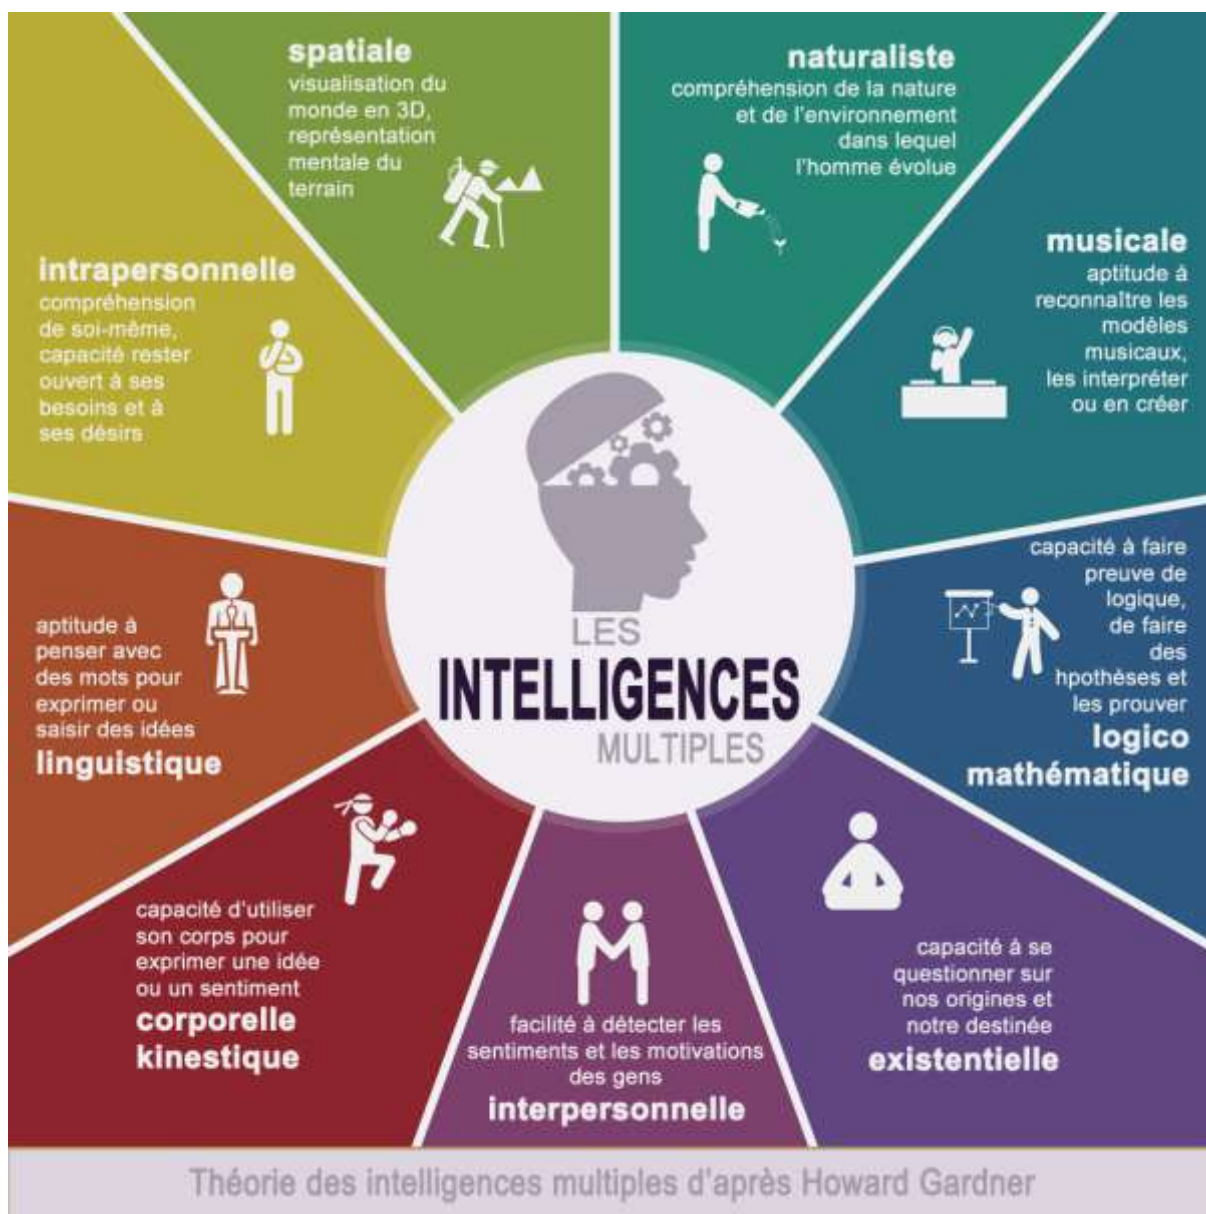 spatiale
visualisation du
monde en 3D,
représentation
mentale du
terrain
naturaliste
compréhension de la nature
et de l'environnement
dans lequel
l'homme évolue
musicale
aptitude à
reconnaître les
modèles
musicaux,
les interpréter
ou en créer
capacité à faire
preuve de
logique,
de faire
des
hpothèses et
les prouver
logico
mathématique
capacité à se
questionner sur
nos origines et
notre destinée
existentielle
facilité à détecter les
sentiments et les motivations
des gens
interpersonnelle
capacité d'utiliser
son corps pour
exprimer une idée
ou un sentiment
corporelle
kinestique
aptitude à
penser avec
des mots pour
exprimer ou
saisir des idées
linguistique
intrapersonnelle
compréhension
de soi-même,
capacité rester
ouvert à ses
besoins et à
ses désirs
LES
INTELLIGENCES
MULTIPLES
Théorie des intelligences multiples d'après Howard Gardner